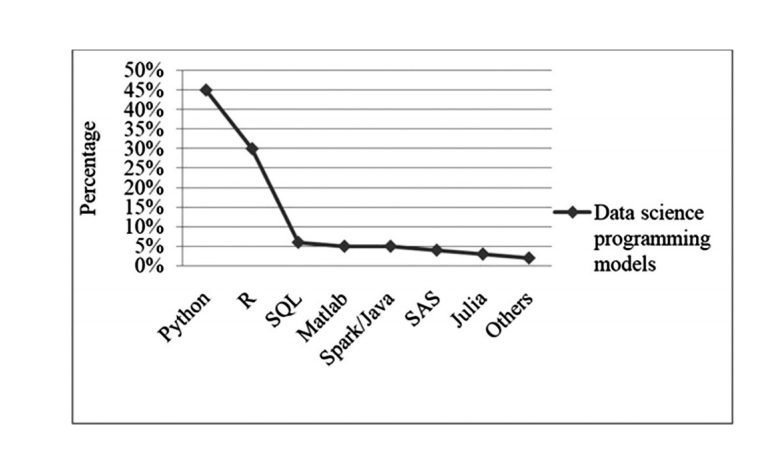 50%
45%
40%
35%
30%
25%
20%
15%
10%
5%
0%
Percentage
Python
R
SQL
Matlab
Spark/Java
SAS
Julia
Others
Data science
programming
models